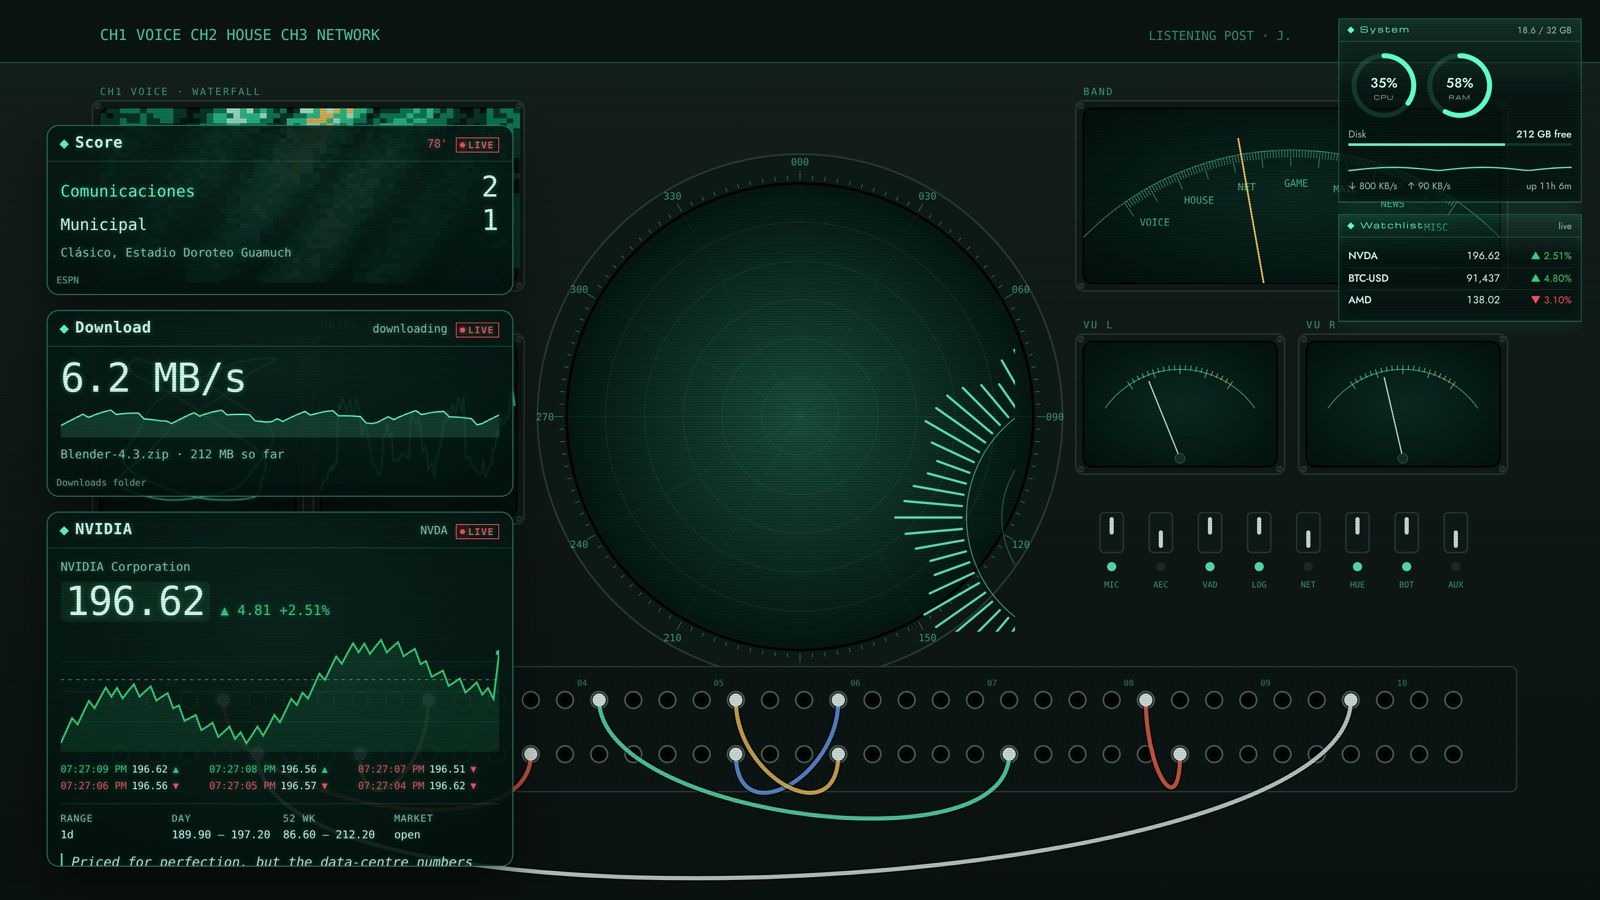 CH1 VOICE CH2 HOUSE CH3 NETWORK
LISTENING POST · J.
CH1 VOICE · WATERFALL
Score
78' LIVE
Comunicaciones 2
Municipal 1
Clásico, Estadio Doroteo Guamuch
ESPN
Download
downloading LIVE
6.2 MB/s
Blender-4.3.zip · 212 MB so far
Downloads folder
NVIDIA
NVDA LIVE
NVIDIA Corporation
196.62 ▲ 4.81 +2.51%
07:27:09 PM 196.62 ▲ 07:27:08 PM 196.56 ▲ 07:27:07 PM 196.51 ▼
07:27:06 PM 196.56 ▼ 07:27:05 PM 196.57 ▼ 07:27:04 PM 196.62 ▼
RANGE DAY 52 WK MARKET
1d 189.90 – 197.20 86.60 – 212.20 open
Priced for perfection, but the data-centre numbers
000
030
060
090
120
150
210
240
270
300
330
BAND
VOICE
HOUSE
NET
GAME
NEWS
MISC
System
18.6 / 32 GB
35% 58%
CPU RAM
Disk 212 GB free
↓ 800 KB/s ↑ 90 KB/s up 11h 6m
Watchlist live
NVDA 196.62 ▲ 2.51%
BTC-USD 91,437 ▲ 4.80%
AMD 138.02 ▼ 3.10%
VU L
VU R
MIC AEC VAD LOG NET HUE BOT AUX
04 05 06 07 08 09 10